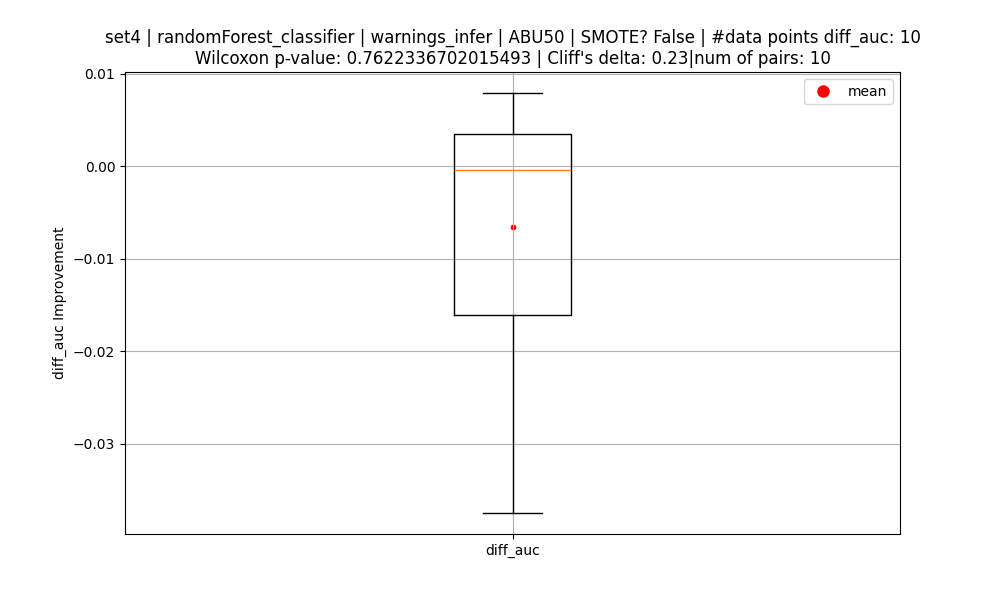 set4 | randomForest_classifier | warnings_infer | ABU50 | SMOTE? False | #data points diff_auc: 10
Wilcoxon p-value: 0.7622336702015493 | Cliff's delta: 0.23|num of pairs: 10
mean
0.01
0.00
−0.01
−0.02
−0.03
diff_auc Improvement
diff_auc